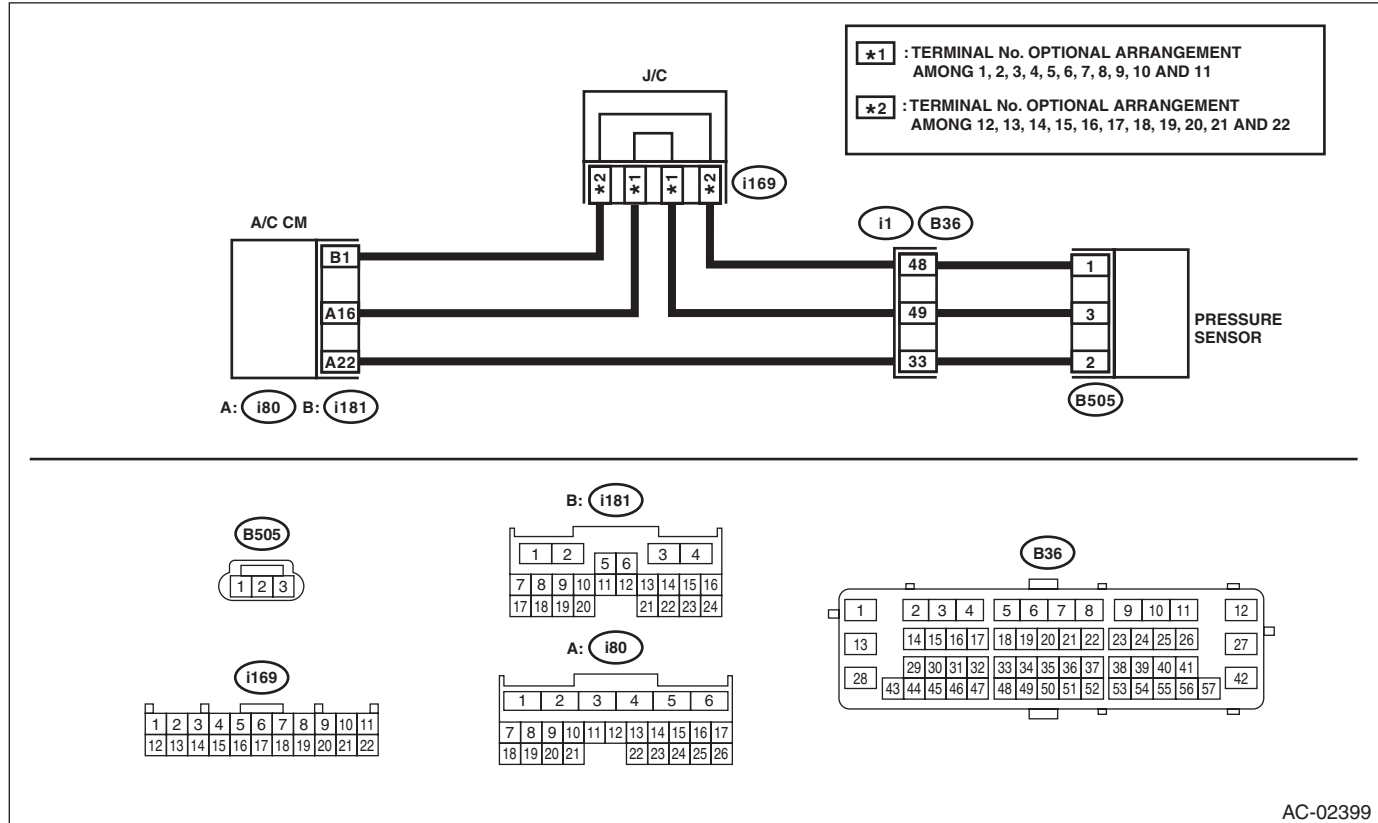 *1 : TERMINAL No. OPTIONAL ARRANGEMENT
AMONG 1, 2, 3, 4, 5, 6, 7, 8, 9, 10 AND 11
*2 : TERMINAL No. OPTIONAL ARRANGEMENT
AMONG 12, 13, 14, 15, 16, 17, 18, 19, 20, 21 AND 22
J/C
*2 *1 *1 *2
i169
A/C CM
B1
A16
A22
A: i80 B: i181
i1 B36
48
49
33
1
3
2
PRESSURE
SENSOR
B505
B505
1 2 3
i169
1 2 3 4 5 6 7 8 9 10 11
12 13 14 15 16 17 18 19 20 21 22
B: i181
1 2 5 6 3 4
7 8 9 10 11 12 13 14 15 16
17 18 19 20 21 22 23 24
A: i80
1 2 3 4 5 6
7 8 9 10 11 12 13 14 15 16 17
18 19 20 21 22 23 24 25 26
B36
1 2 3 4 5 6 7 8 9 10 11 12
13 14 15 16 17 18 19 20 21 22 23 24 25 26 27
28 29 30 31 32 33 34 35 36 37 38 39 40 41 42
43 44 45 46 47 48 49 50 51 52 53 54 55 56 57
AC-02399